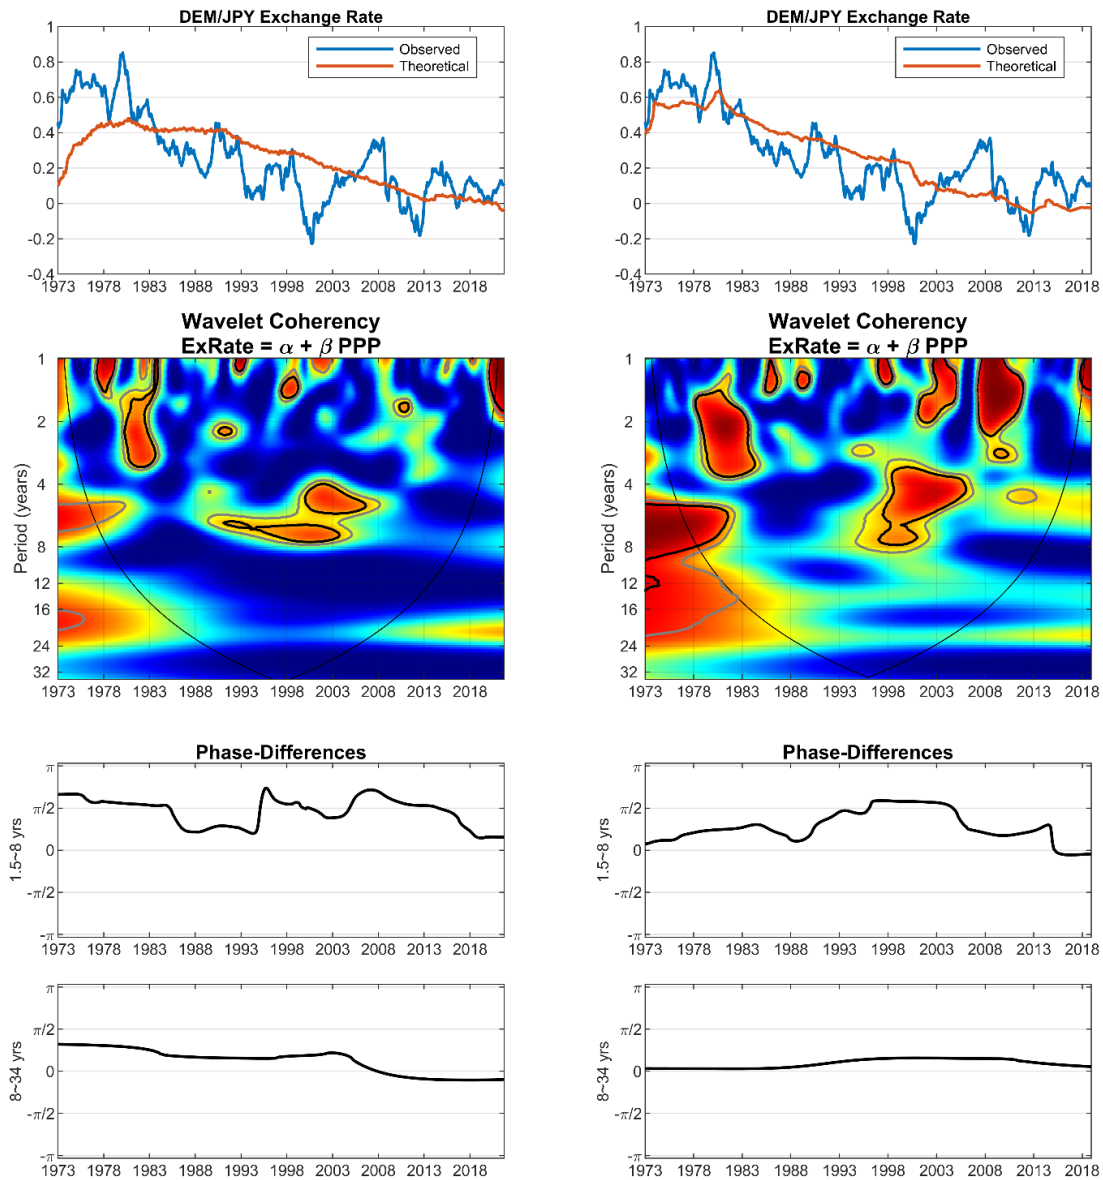 DEM/JPY Exchange Rate
1
0.8
0.6
0.4
0.2
0
-0.2
-0.4
Observed
Theoretical
1973 1978 1983 1988 1993 1998 2003 2008 2013 2018
DEM/JPY Exchange Rate
1
0.8
0.6
0.4
0.2
0
-0.2
-0.4
Observed
Theoretical
1973 1978 1983 1988 1993 1998 2003 2008 2013 2018
Wavelet Coherency
ExRate = α + β PPP
Period (years)
1
2
4
8
12
16
24
32
1973 1978 1983 1988 1993 1998 2003 2008 2013 2018
Wavelet Coherency
ExRate = α + β PPP
Period (years)
1
2
4
8
12
16
24
32
1973 1978 1983 1988 1993 1998 2003 2008 2013 2018
Phase-Differences
1.5~8 yrs
π
π/2
0
-π/2
-π
1973 1978 1983 1988 1993 1998 2003 2008 2013 2018
Phase-Differences
1.5~8 yrs
π
π/2
0
-π/2
-π
1973 1978 1983 1988 1993 1998 2003 2008 2013 2018
8~34 yrs
π
π/2
0
-π/2
-π
1973 1978 1983 1988 1993 1998 2003 2008 2013 2018
8~34 yrs
π
π/2
0
-π/2
-π
1973 1978 1983 1988 1993 1998 2003 2008 2013 2018